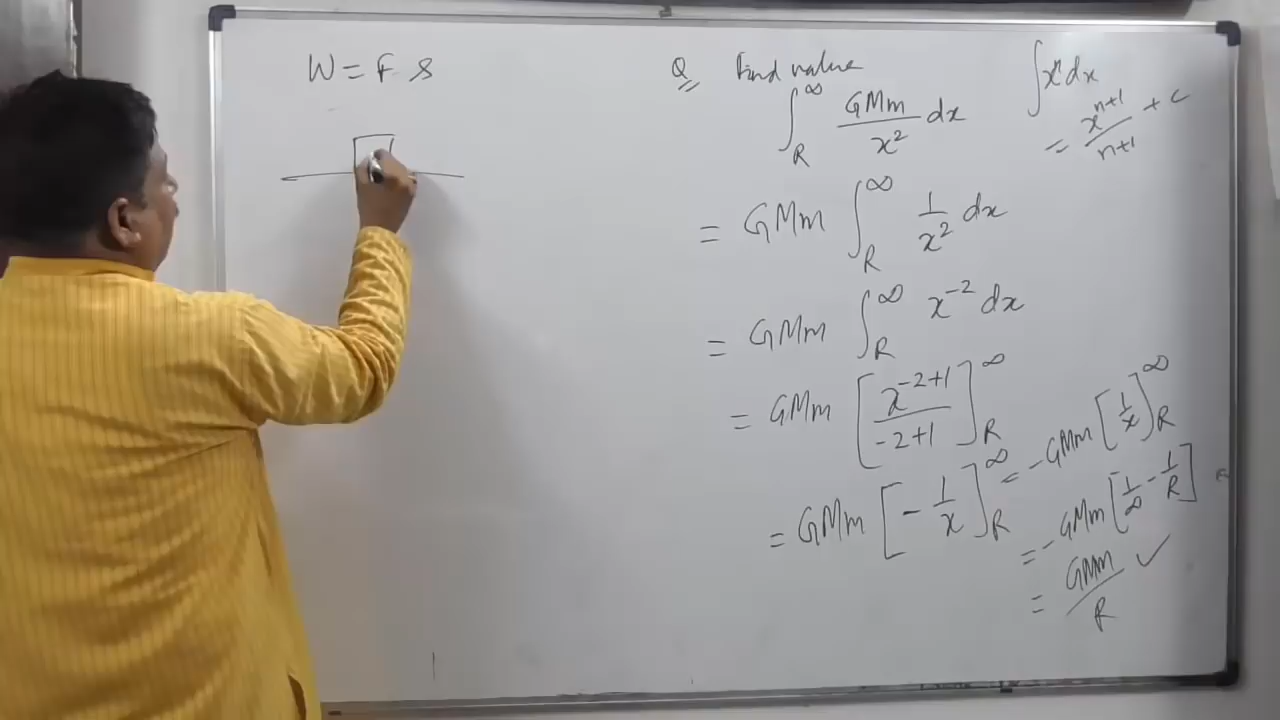 W = F s
Q Find value
∫_R^∞ GMm/x² dx
= GMm ∫_R^∞ 1/x² dx
= GMm ∫_R^∞ x⁻² dx
= GMm [x^(-2+1)/(-2+1)]_R^∞
= GMm [-1/x]_R^∞
= -GMm [1/x]_R^∞
= -GMm [1/∞ - 1/R]
= GMm/R ✓
∫xⁿ dx
= x^(n+1)/(n+1) + c